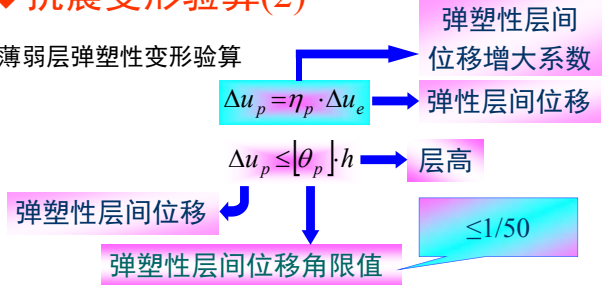 ◆抗震变形验算(2)
弹塑性层间
位移增大系数
薄弱层弹塑性变形验算
Δu_p=η_p·Δu_e
弹性层间位移
Δu_p≤[θ_p]·h
层高
弹塑性层间位移
≤1/50
弹塑性层间位移角限值